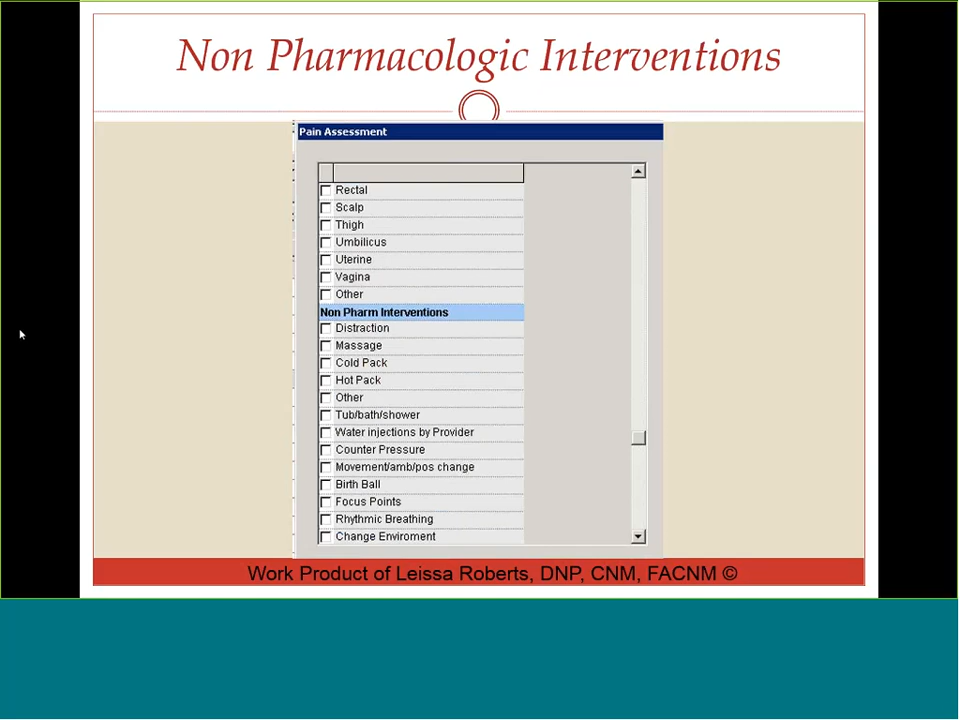 Non Pharmacologic Interventions
Pain Assessment
Rectal
Scalp
Thigh
Umbilicus
Uterine
Vagina
Other
Non Pharm Interventions
Distraction
Massage
Cold Pack
Hot Pack
Other
Tub/bath/shower
Water injections by Provider
Counter Pressure
Movement/amb/pos change
Birth Ball
Focus Points
Rhythmic Breathing
Change Enviroment
Work Product of Leissa Roberts, DNP, CNM, FACNM ©